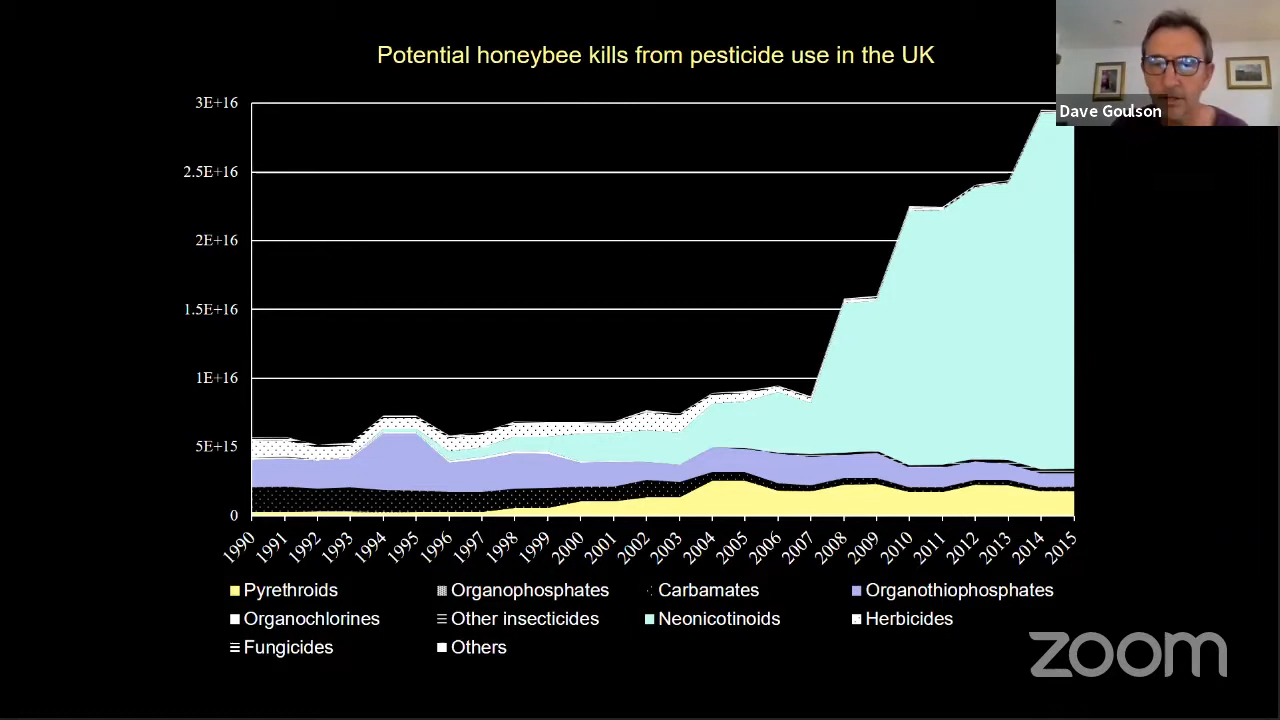 Potential honeybee kills from pesticide use in the UK
Dave Goulson
3E+16
2.5E+16
2E+16
1.5E+16
1E+16
5E+15
0
1990 1991 1992 1993 1994 1995 1996 1997 1998 1999 2000 2001 2002 2003 2004 2005 2006 2007 2008 2009 2010 2011 2012 2013 2014 2015
Pyrethroids Organophosphates Carbamates Organothiophosphates
Organochlorines Other insecticides Neonicotinoids Herbicides
Fungicides Others
zoom